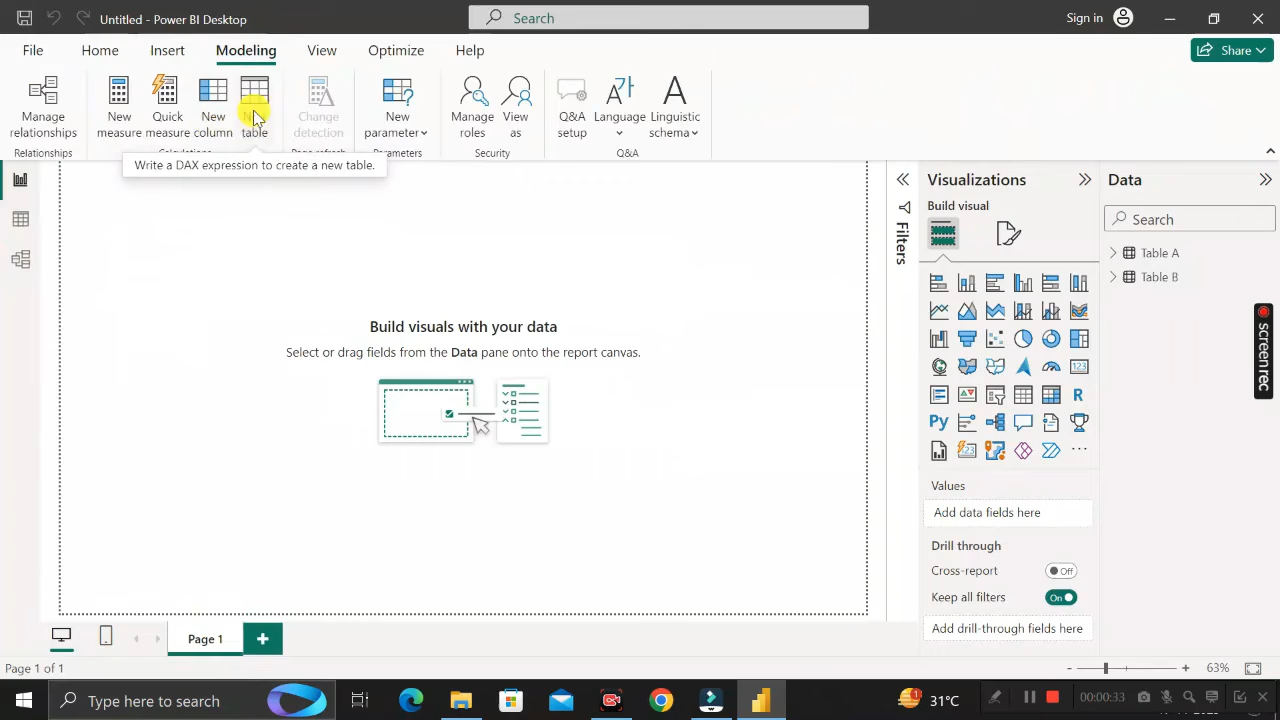 Untitled - Power BI Desktop
Search
Sign in
File
Home
Insert
Modeling
View
Optimize
Help
Share
Manage
relationships
New
measure
Quick
measure
New
column
table
Change
detection
New
parameter
Manage
roles
View
as
Q&A
setup
Language
Linguistic
schema
Relationships
Parameters
Security
Q&A
Write a DAX expression to create a new table.
Filters
Visualizations
Build visual
Data
Search
Table A
Table B
Build visuals with your data
Select or drag fields from the Data pane onto the report canvas.
R
Py
123
Values
Add data fields here
Drill through
Cross-report
Off
Keep all filters
On
Add drill-through fields here
screenrec
Page 1
Page 1 of 1
63%
Type here to search
1
31°C
00:00:33